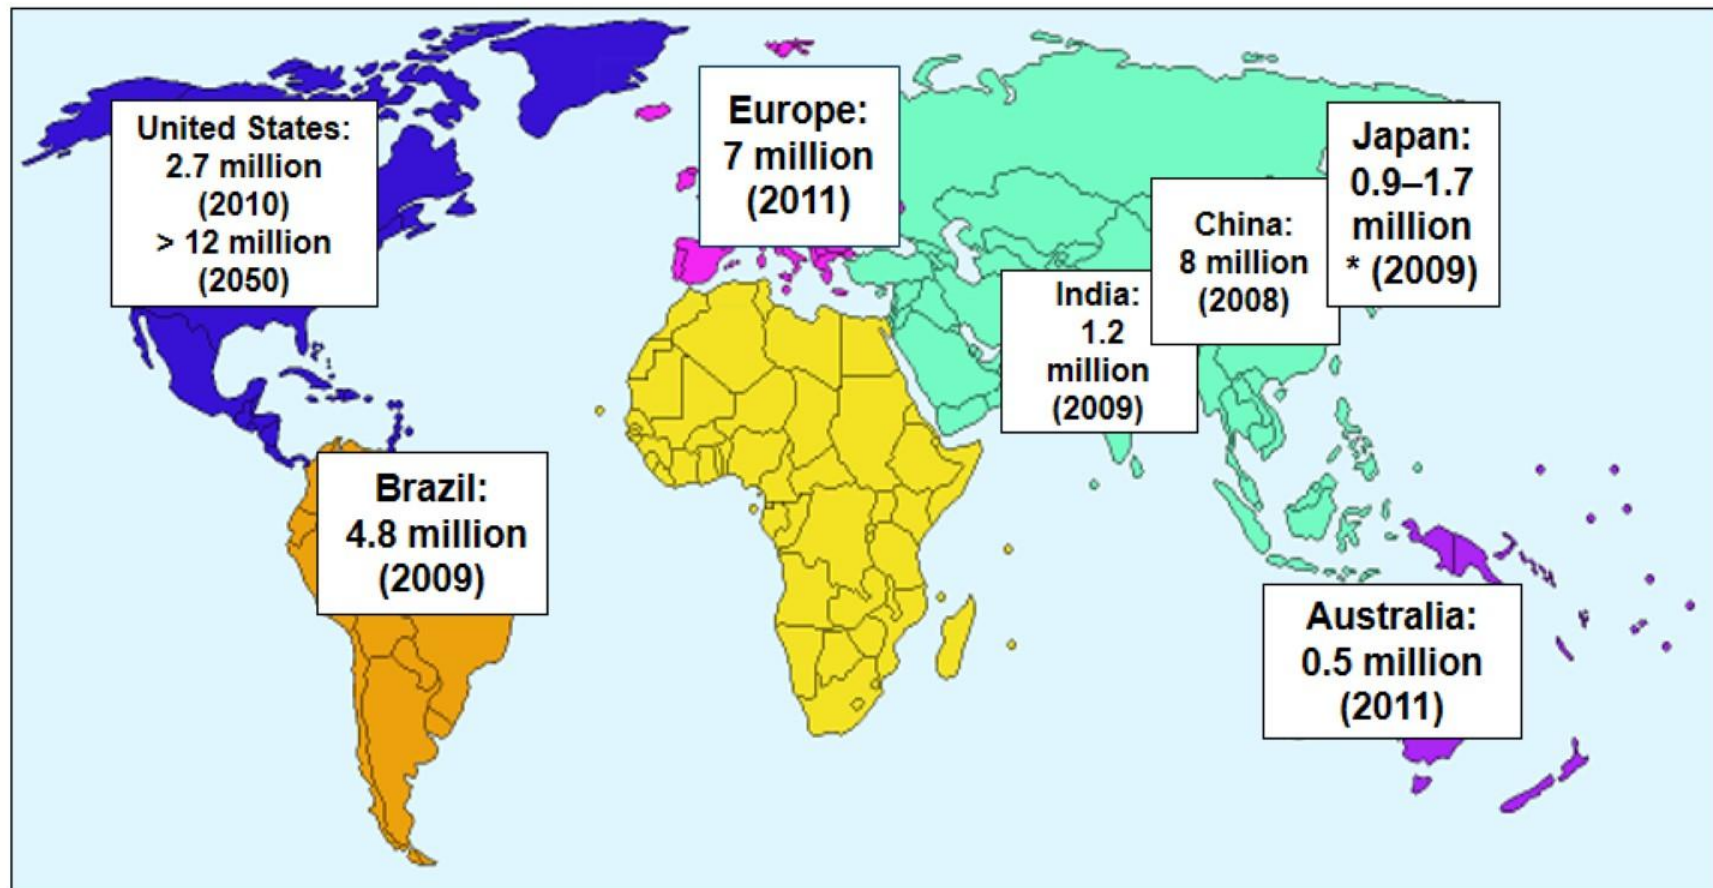 United States:
2.7 million
(2010)
> 12 million
(2050)
Europe:
7 million
(2011)
Japan:
0.9–1.7
million
* (2009)
China:
8 million
(2008)
India:
1.2
million
(2009)
Brazil:
4.8 million
(2009)
Australia:
0.5 million
(2011)